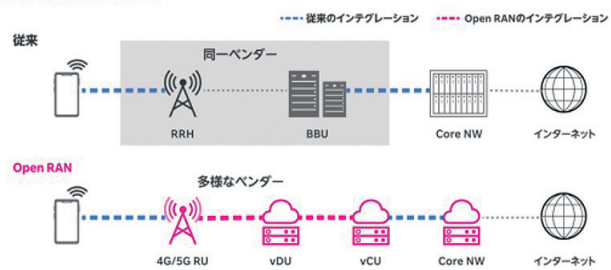 従来のインテグレーション
Open RANのインテグレーション
従来
同一ベンダー
RRH
BBU
Core NW
インターネット
Open RAN
多様なベンダー
4G/5G RU
vDU
vCU
Core NW
インターネット